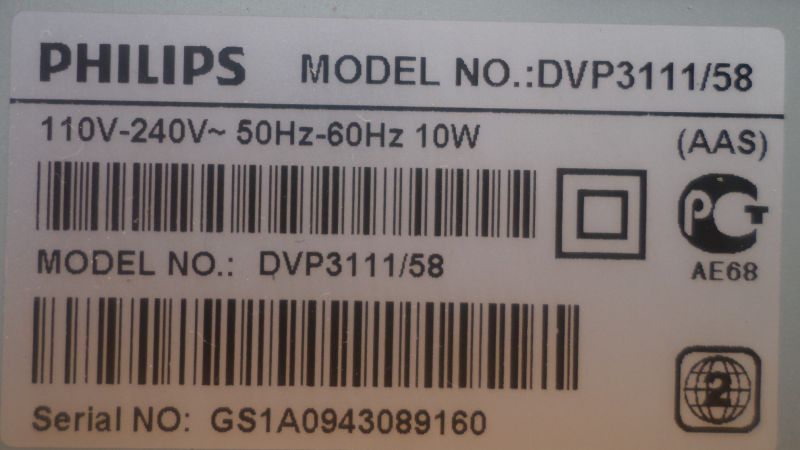 PHILIPS MODEL NO.:DVP3111/58
110V-240V~ 50Hz-60Hz 10W
(AAS)
PCT
AE68
MODEL NO.: DVP3111/58
2
Serial NO: GS1A0943089160